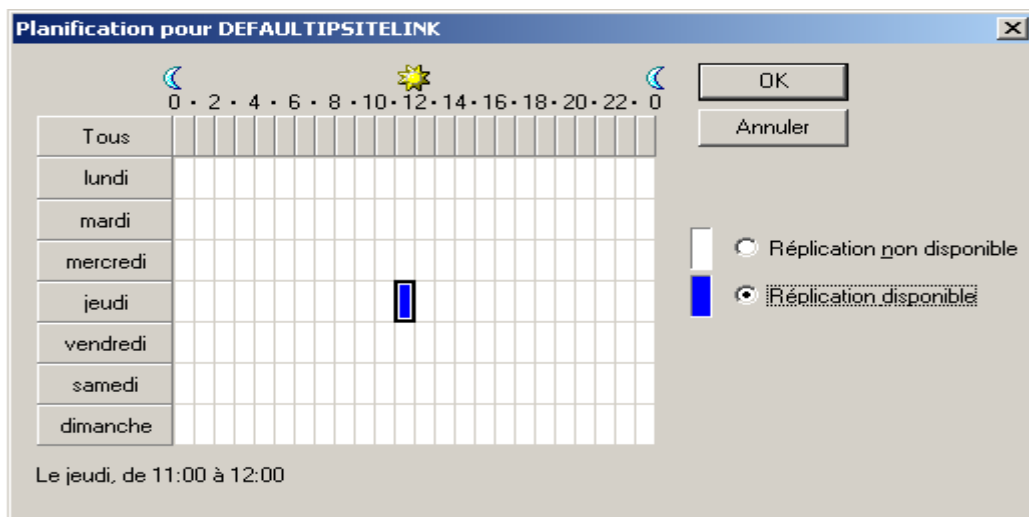 Planification pour DEFAULTIPSITELINK
0 · 2 · 4 · 6 · 8 · 10 · 12 · 14 · 16 · 18 · 20 · 22 · 0
OK
Annuler
Tous
lundi
mardi
mercredi
jeudi
vendredi
samedi
dimanche
Réplication non disponible
Réplication disponible
Le jeudi, de 11:00 à 12:00